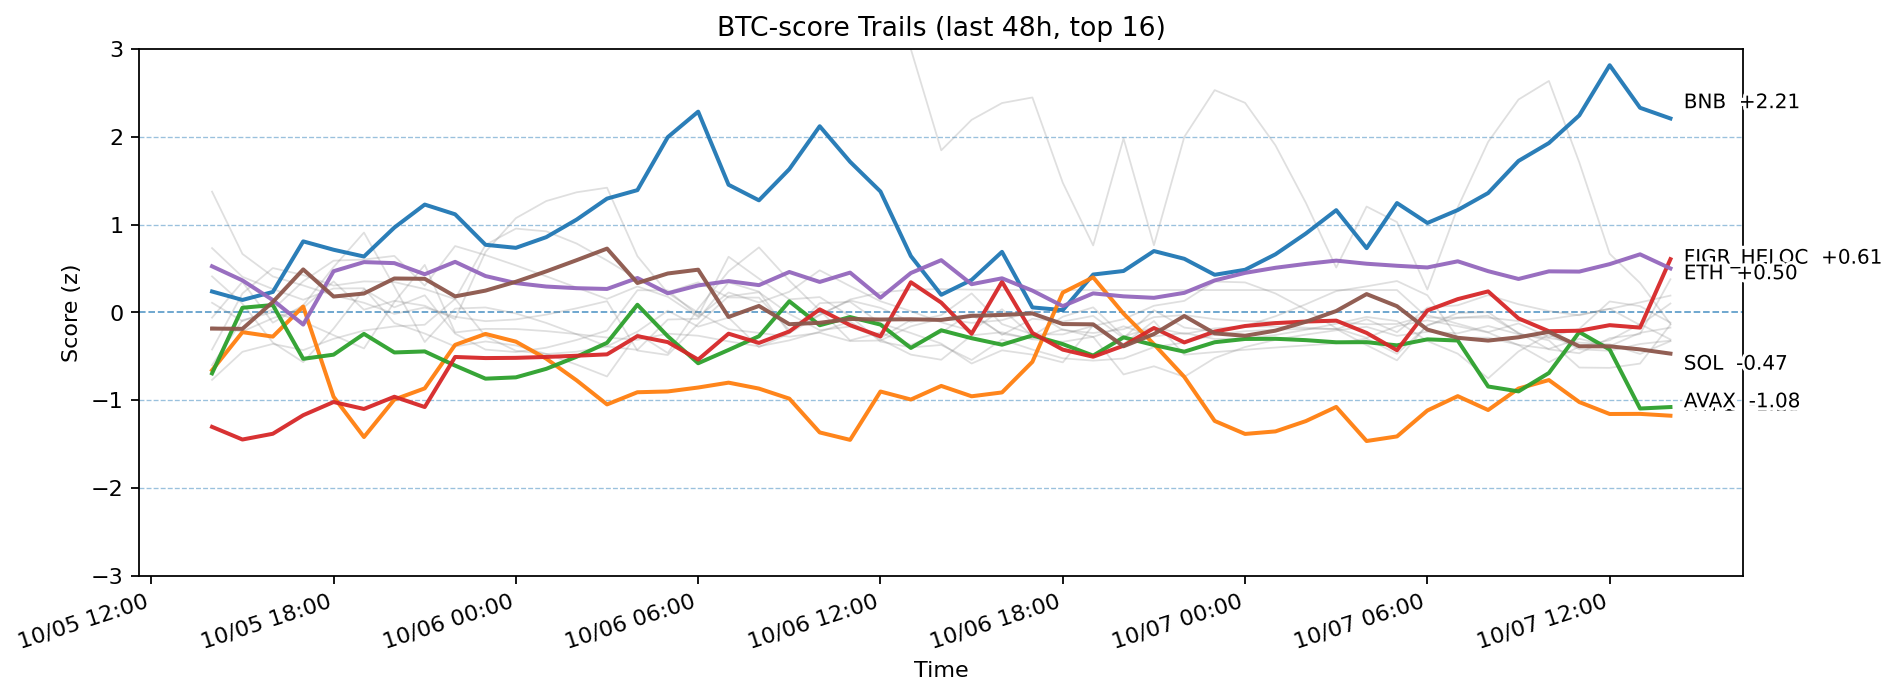 BTC-score Trails (last 48h, top 16)
3
2
1
0
−1
−2
−3
Score (z)
BNB +2.21
FIGR_HELOC +0.61
ETH +0.50
SOL -0.47
AVAX -1.08
10/05 12:00
10/05 18:00
10/06 00:00
10/06 06:00
10/06 12:00
10/06 18:00
10/07 00:00
10/07 06:00
10/07 12:00
Time